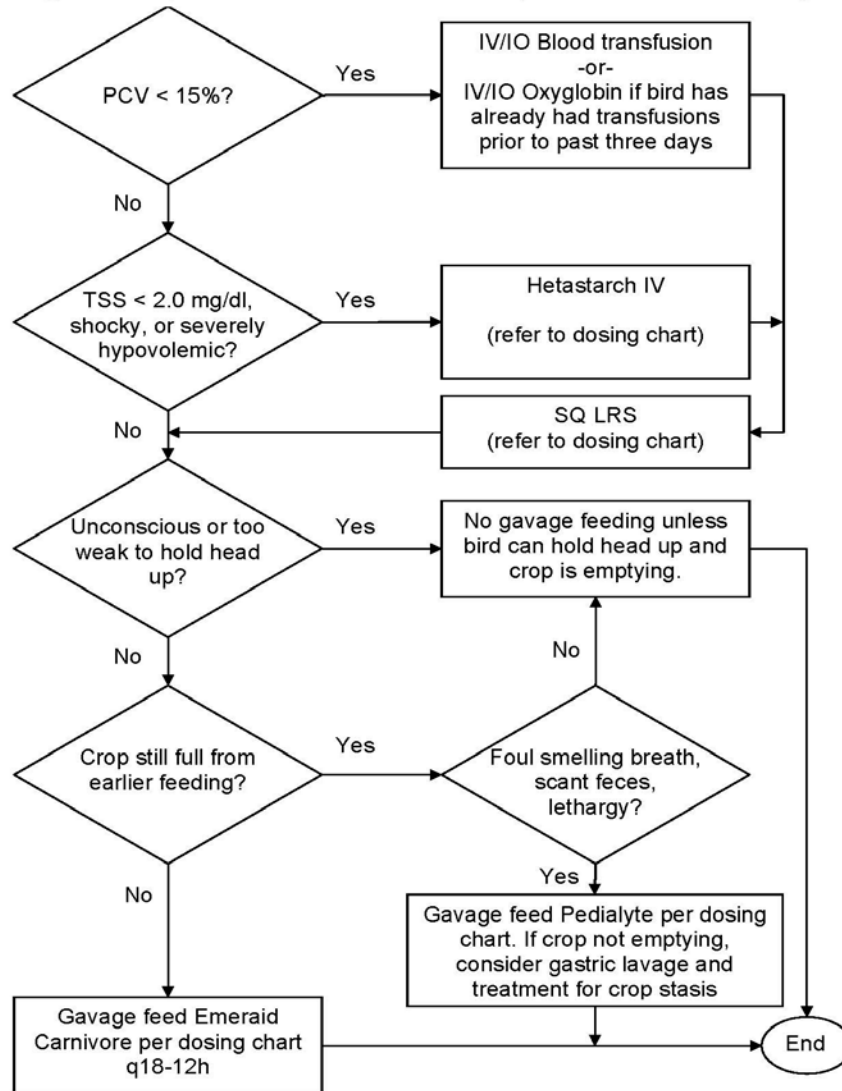 PCV < 15%?
Yes
IV/IO Blood transfusion
-or-
IV/IO Oxyglobin if bird has
already had transfusions
prior to past three days
No
TSS < 2.0 mg/dl,
shocky, or severely
hypovolemic?
Yes
Hetastarch IV
(refer to dosing chart)
No
SQ LRS
(refer to dosing chart)
Unconscious or too
weak to hold head
up?
Yes
No gavage feeding unless
bird can hold head up and
crop is emptying.
No
No
Crop still full from
earlier feeding?
Yes
Foul smelling breath,
scant feces,
lethargy?
No
Yes
Gavage feed Pedialyte per dosing
chart. If crop not emptying,
consider gastric lavage and
treatment for crop stasis
Gavage feed Emeraid
Carnivore per dosing chart
q18-12h
End